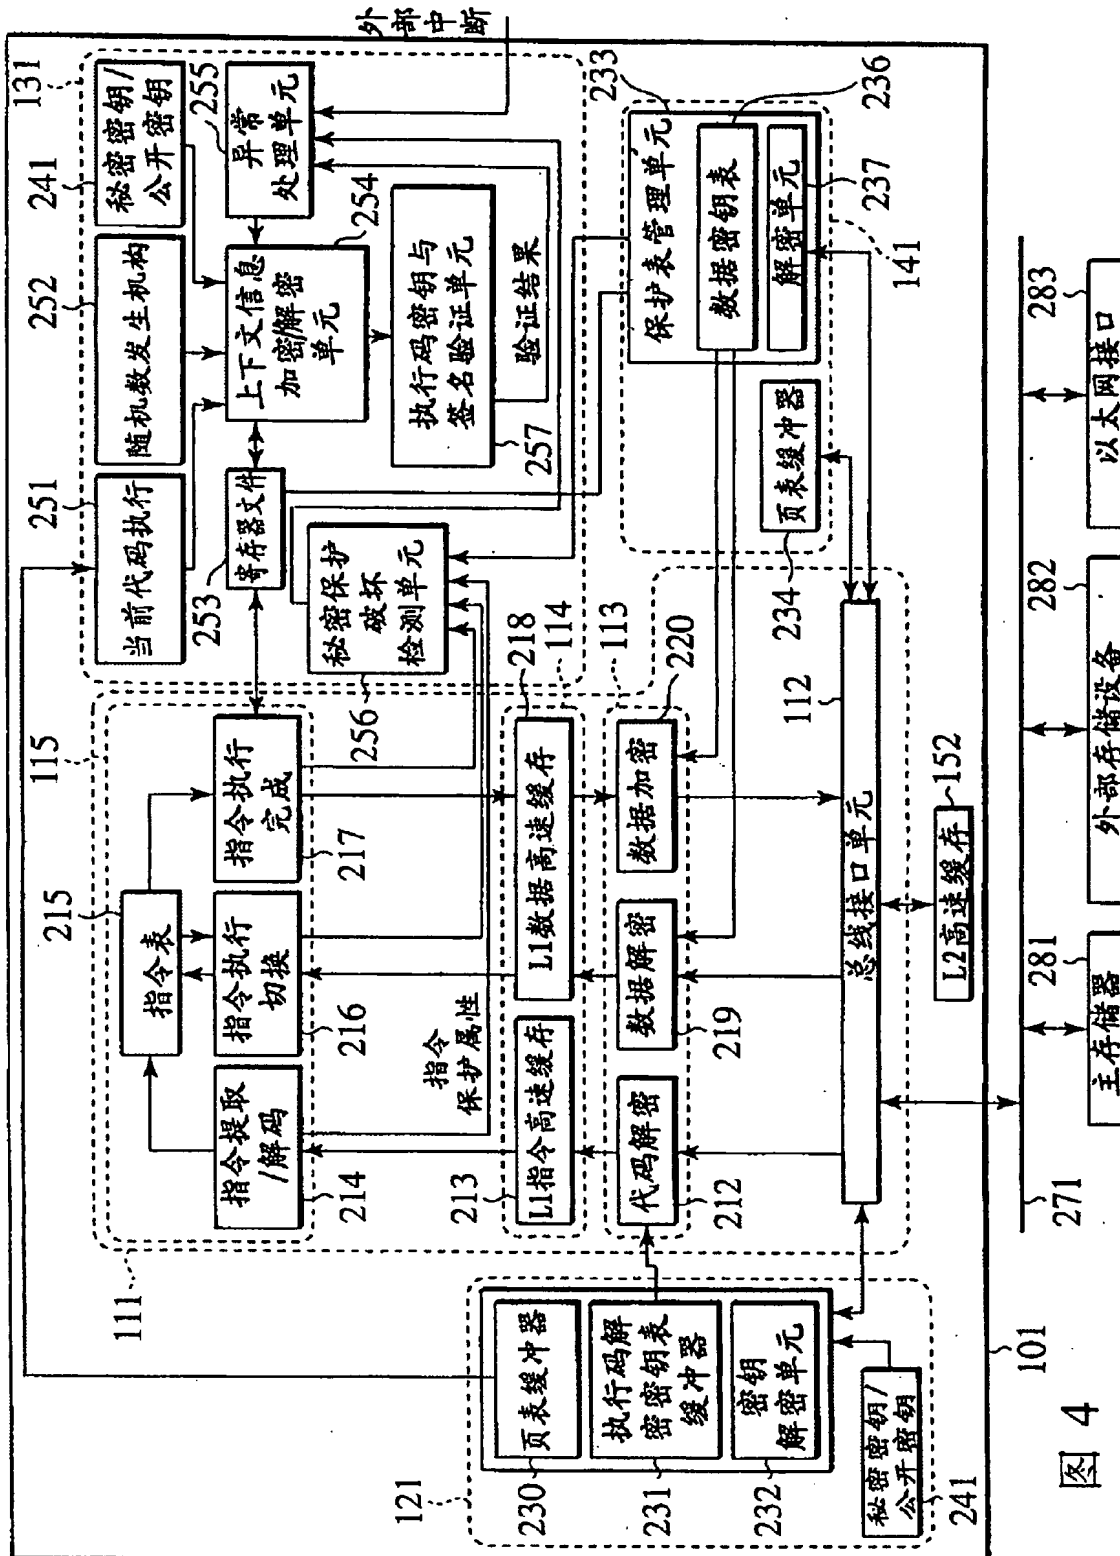 外部中断
131
241
秘密密钥/
公开密钥
255
异常
处理单元
252
随机数发生机构
254
上下文信息
加密/解密
单元
251
当前代码执行
253
寄存器文件
执行码密钥与
签名验证单元
257
验证结果
秘密保护
破坏
检测单元
256
233
236
保护表管理单元
数据密钥表
解密单元
237
141
页表缓冲器
234
115
215
指令表
指令执行
完成
217
指令执行
切换
216
指令提取
/解码
214
指令
保护属性
218
114
L1数据高速缓存
L1指令高速缓存
213
113
220
数据加密
数据解密
219
代码解密
212
112
总线接口单元
152
L2高速缓存
111
121
页表缓冲器
230
执行码解
密密钥表
缓冲器
231
密钥
解密单元
232
秘密密钥/
公开密钥
241
101
271
283
以太网接口
282
外部存储设备
281
主存储器
图 4